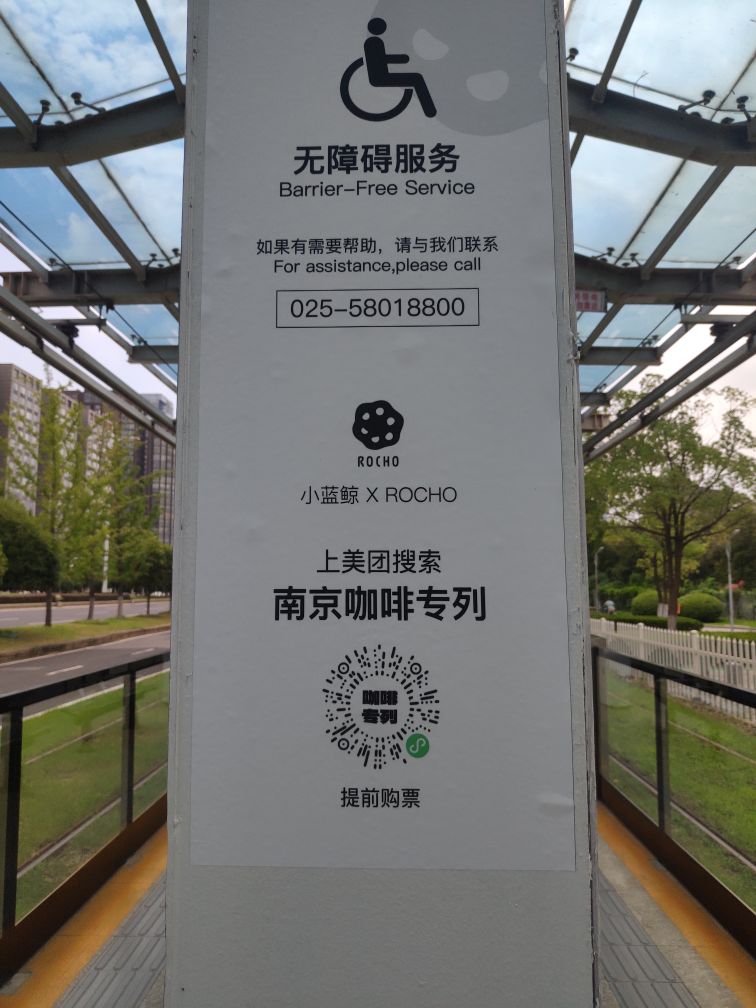 无障碍服务
Barrier-Free Service
如果有需要帮助，请与我们联系
For assistance,please call
025-58018800
ROCHO
小蓝鲸 X ROCHO
上美团搜索
南京咖啡专列
咖啡
专列
提前购票